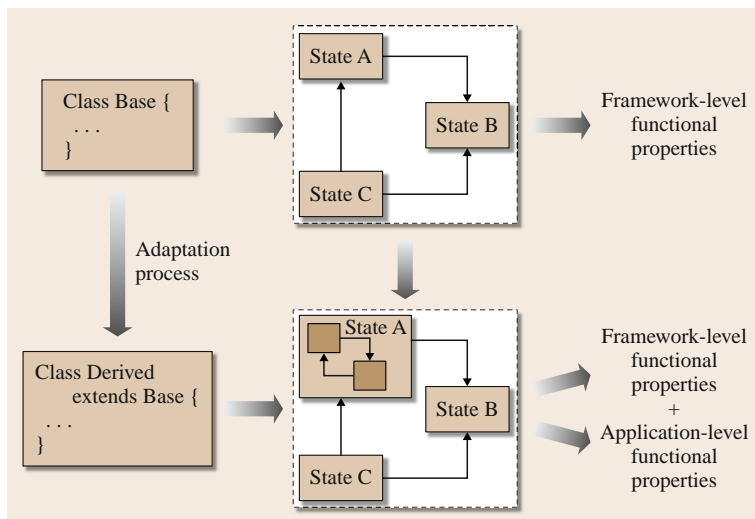 Class Base {
. . .
}
State A
State B
State C
Framework-level
functional
properties
Adaptation
process
Class Derived
extends Base {
. . .
}
State A
State B
State C
Framework-level
functional
properties
+
Application-level
functional
properties